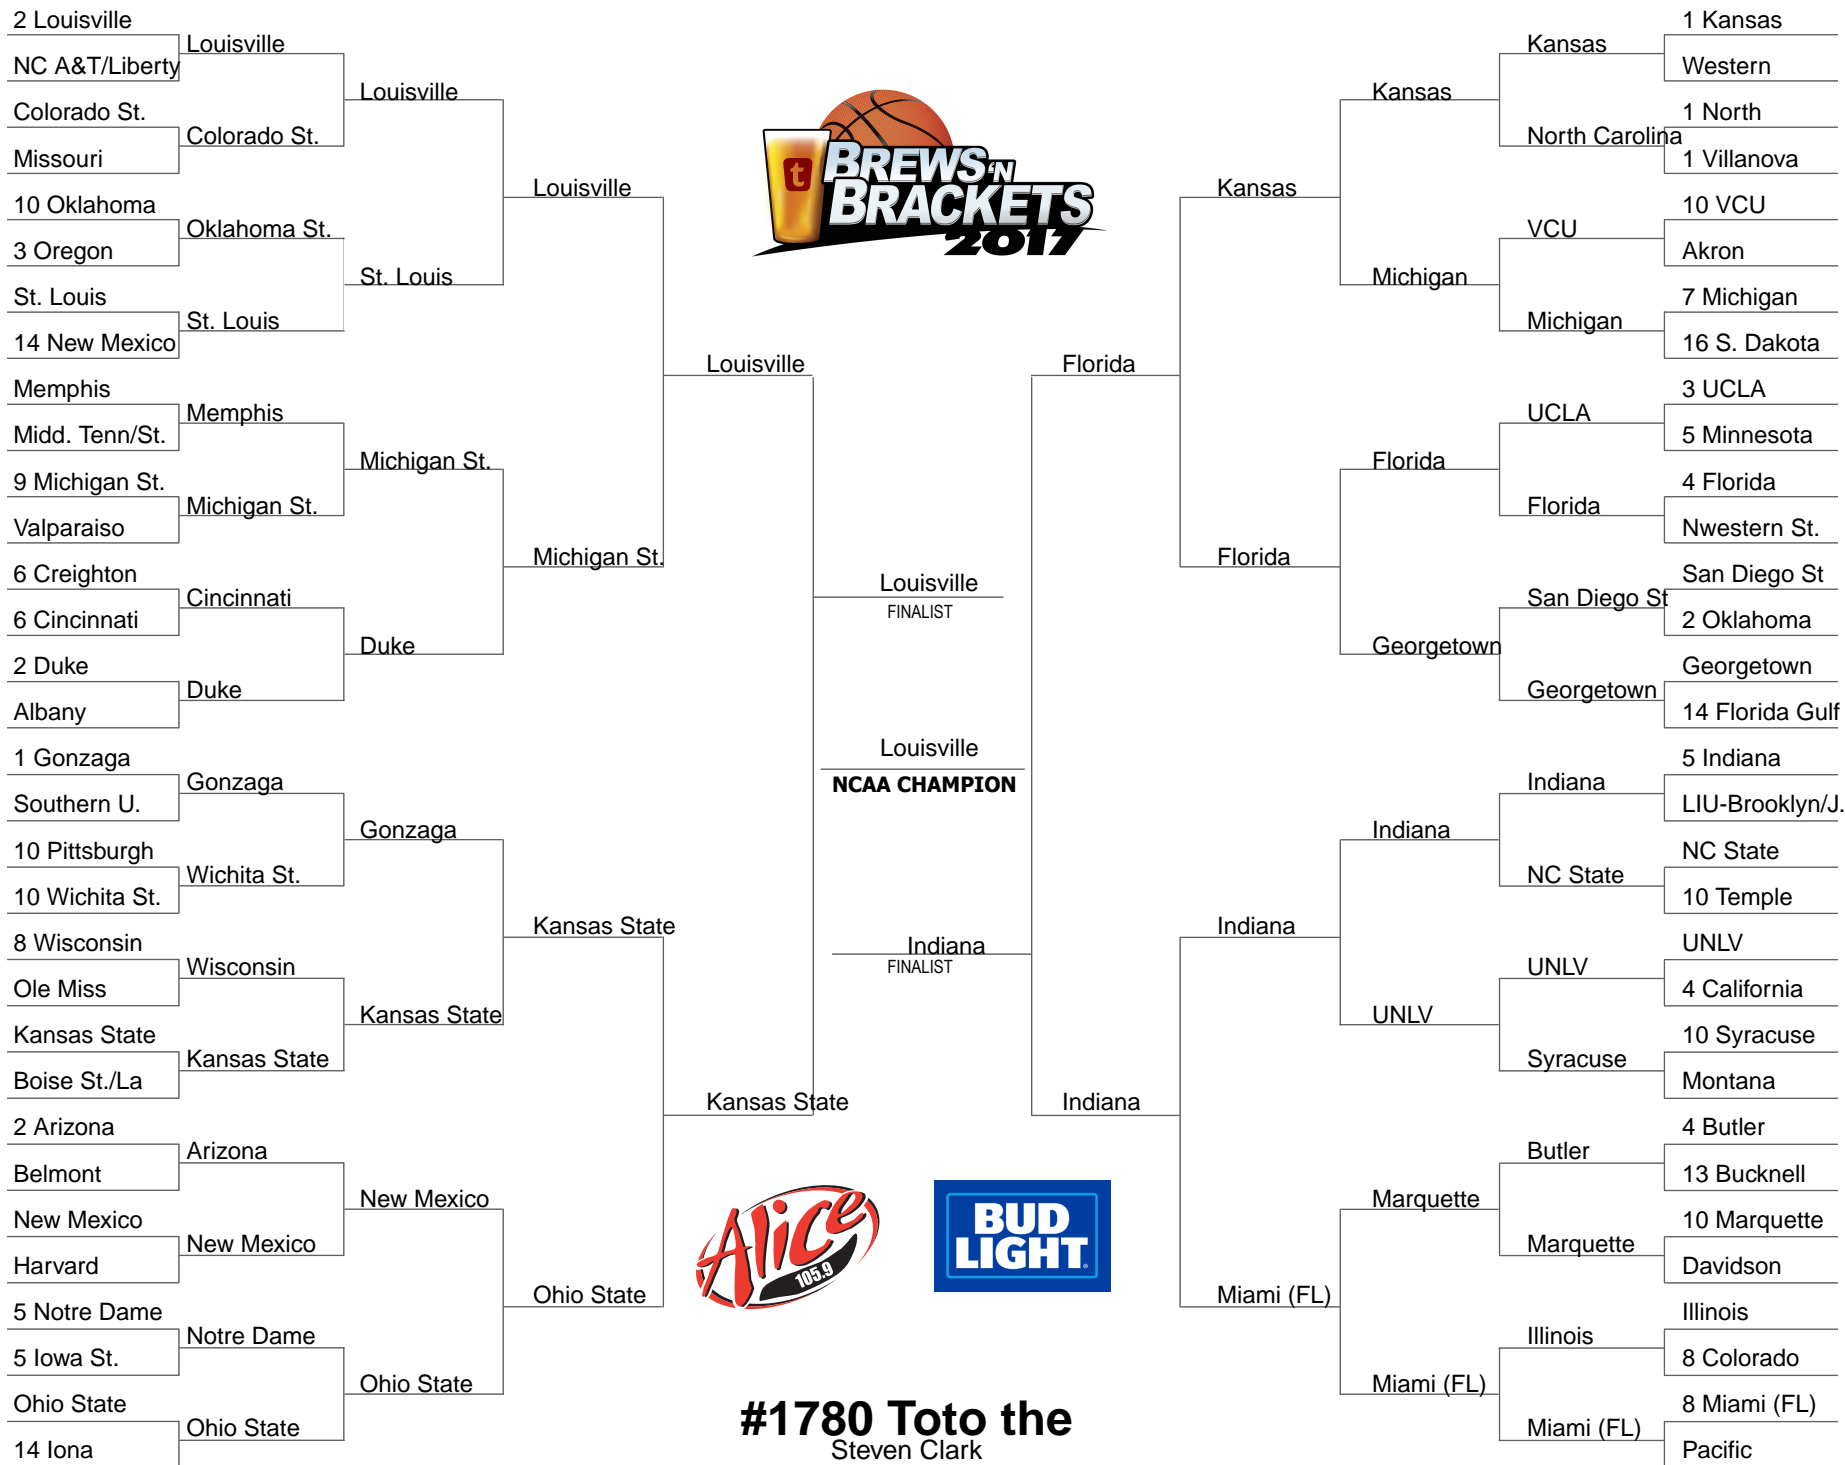 2 Louisville
NC A&T/Liberty
Colorado St.
Missouri
10 Oklahoma
3 Oregon
St. Louis
14 New Mexico
Memphis
Midd. Tenn/St.
9 Michigan St.
Valparaiso
6 Creighton
6 Cincinnati
2 Duke
Albany
1 Gonzaga
Southern U.
10 Pittsburgh
10 Wichita St.
8 Wisconsin
Ole Miss
Kansas State
Boise St./La
2 Arizona
Belmont
New Mexico
Harvard
5 Notre Dame
5 Iowa St.
Ohio State
14 Iona
Louisville
Colorado St.
Oklahoma St.
St. Louis
Memphis
Michigan St.
Cincinnati
Duke
Gonzaga
Wichita St.
Wisconsin
Kansas State
Arizona
New Mexico
Notre Dame
Ohio State
Louisville
St. Louis
Michigan St.
Duke
Gonzaga
Kansas State
New Mexico
Ohio State
Louisville
Michigan St.
Kansas State
Ohio State
Louisville
Kansas State
t
BREWS 'N
BRACKETS
2017
Louisville
FINALIST
Louisville
NCAA CHAMPION
Indiana
FINALIST
Alice
105.9
BUD
LIGHT
#1780 Toto the
Steven Clark
Florida
Indiana
Kansas
Florida
Indiana
Miami (FL)
Kansas
Michigan
Florida
Georgetown
Indiana
UNLV
Marquette
Miami (FL)
Kansas
North Carolina
VCU
Michigan
UCLA
Florida
San Diego St
Georgetown
Indiana
NC State
UNLV
Syracuse
Butler
Marquette
Illinois
Miami (FL)
1 Kansas
Western
1 North
1 Villanova
10 VCU
Akron
7 Michigan
16 S. Dakota
3 UCLA
5 Minnesota
4 Florida
Nwestern St.
San Diego St
2 Oklahoma
Georgetown
14 Florida Gulf
5 Indiana
LIU-Brooklyn/J.
NC State
10 Temple
UNLV
4 California
10 Syracuse
Montana
4 Butler
13 Bucknell
10 Marquette
Davidson
Illinois
8 Colorado
8 Miami (FL)
Pacific